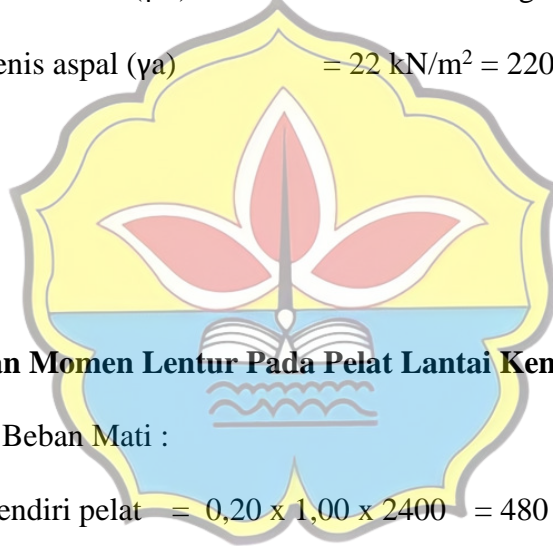 enis aspal (γa) = 22 kN/m² = 220
an Momen Lentur Pada Pelat Lantai Ken
Beban Mati :
endiri pelat = 0,20 x 1,00 x 2400 = 480